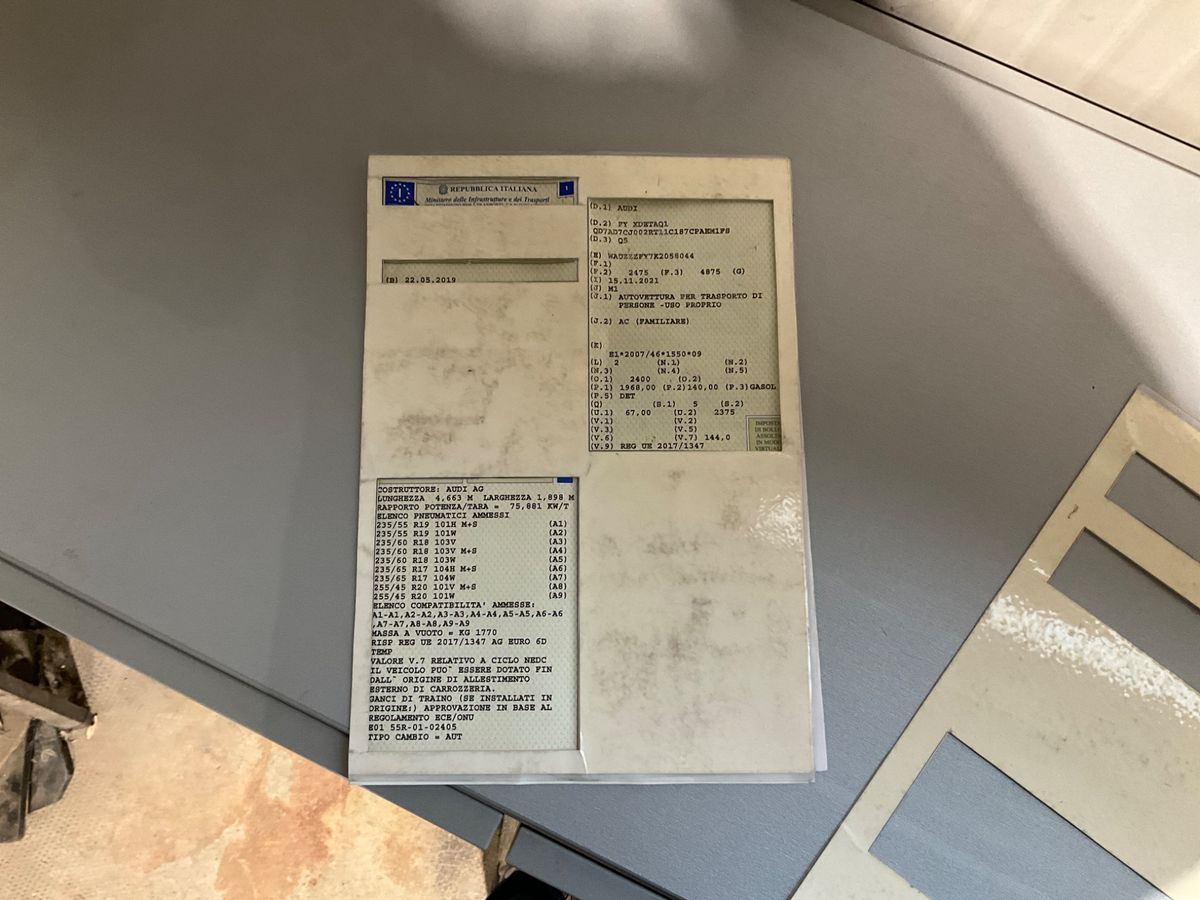 I
REPUBBLICA ITALIANA
1
Ministero delle Infrastrutture e dei Trasporti
(B) 22.05.2019
(D.1) AUDI
(D.2) FY XDETAQ1
QD7AD7CJ002RT11C187CPAEM1FS
(D.3) Q5
(E) WAUZZZFY7K2058044
(F.1)
(F.2) 2475 (F.3) 4875 (G)
(I) 15.11.2021
(J) M1
(J.1) AUTOVETTURA PER TRASPORTO DI
PERSONE -USO PROPRIO
(J.2) AC (FAMILIARE)
(K)
E1*2007/46*1550*09
(L) 2 (N.1) (N.2)
(N.3) (N.4) (N.5)
(O.1) 2400 (O.2)
(P.1) 1968,00 (P.2)140,00 (P.3)GASOL
(P.5) DET
(Q) (S.1) 5 (S.2)
(U.1) 67,00 (U.2) 2375
(V.1) (V.2)
(V.3) (V.5)
(V.6) (V.7) 144,0
(V.9) REG UE 2017/1347
IMPOSTA
DI BOLLO
ASSOLTA
IN MODO
VIRTUALE
COSTRUTTORE: AUDI AG
LUNGHEZZA 4,663 M LARGHEZZA 1,898 M
RAPPORTO POTENZA/TARA = 75,881 KW/T
ELENCO PNEUMATICI AMMESSI
235/55 R19 101H M+S (A1)
235/55 R19 101W (A2)
235/60 R18 103V (A3)
235/60 R18 103V M+S (A4)
235/60 R18 103W (A5)
235/65 R17 104H M+S (A6)
235/65 R17 104W (A7)
255/45 R20 101V M+S (A8)
255/45 R20 101W (A9)
ELENCO COMPATIBILITA' AMMESSE:
A1-A1,A2-A2,A3-A3,A4-A4,A5-A5,A6-A6
,A7-A7,A8-A8,A9-A9
MASSA A VUOTO = KG 1770
RISP REG UE 2017/1347 AG EURO 6D
TEMP
VALORE V.7 RELATIVO A CICLO NEDC
IL VEICOLO PUO` ESSERE DOTATO FIN
DALL` ORIGINE DI ALLESTIMENTO
ESTERNO DI CARROZZERIA.
GANCI DI TRAINO (SE INSTALLATI IN
ORIGINE:) APPROVAZIONE IN BASE AL
REGOLAMENTO ECE/ONU
E01 55R-01-02405
TIPO CAMBIO = AUT